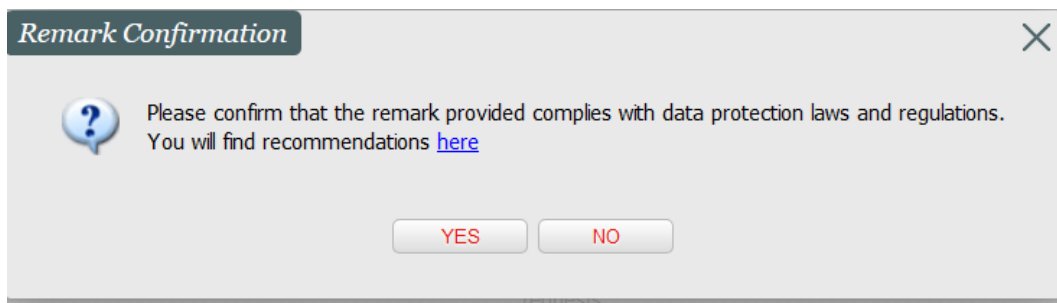 Remark Confirmation
Please confirm that the remark provided complies with data protection laws and regulations.
You will find recommendations here
YES NO
requests